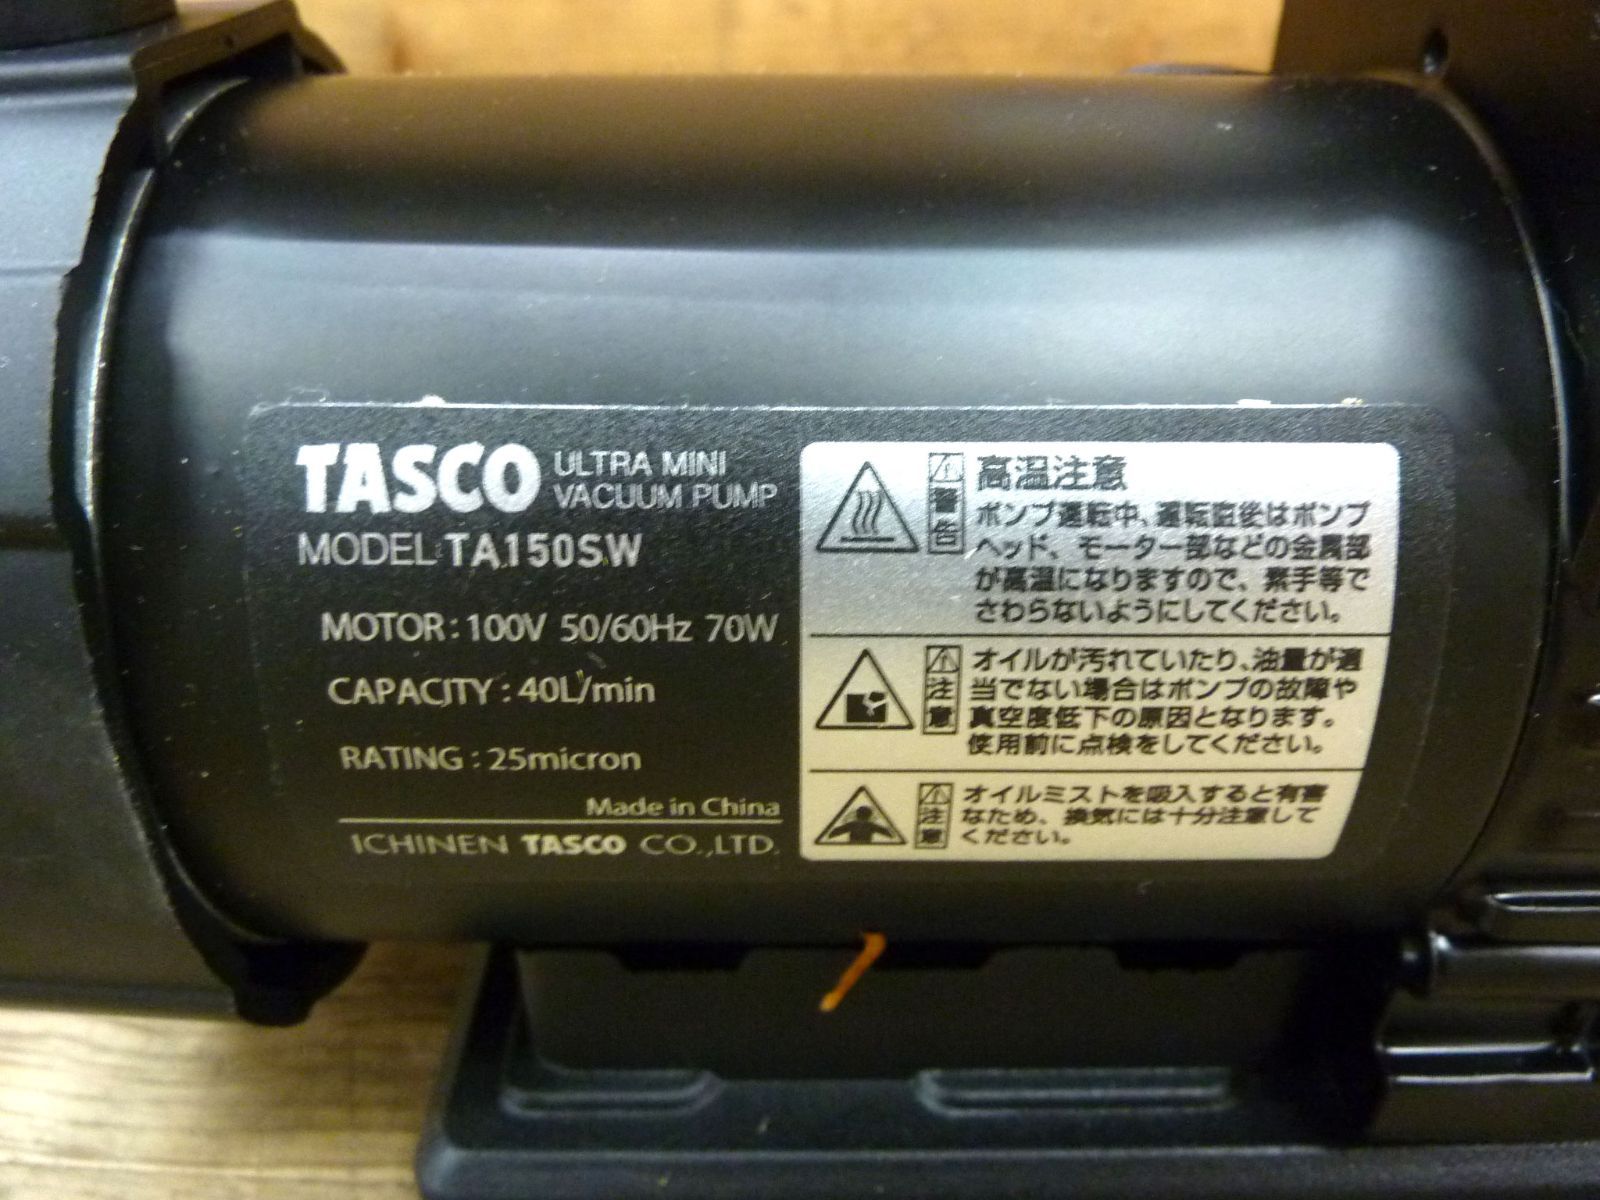 TASCO ULTRA MINI
VACUUM PUMP
MODEL TA150SW
MOTOR : 100V 50/60Hz 70W
CAPACITY : 40L/min
RATING : 25micron
Made in China
ICHINEN TASCO CO.,LTD.
警告
高温注意
ポンプ運転中、運転直後はポンプ
ヘッド、モーター部などの金属部
が高温になりますので、素手等で
さわらないようにしてください。
注意
オイルが汚れていたり、油量が適
当でない場合はポンプの故障や
真空度低下の原因となります。
使用前に点検をしてください。
注意
オイルミストを吸入すると有害
なため、換気には十分注意して
ください。